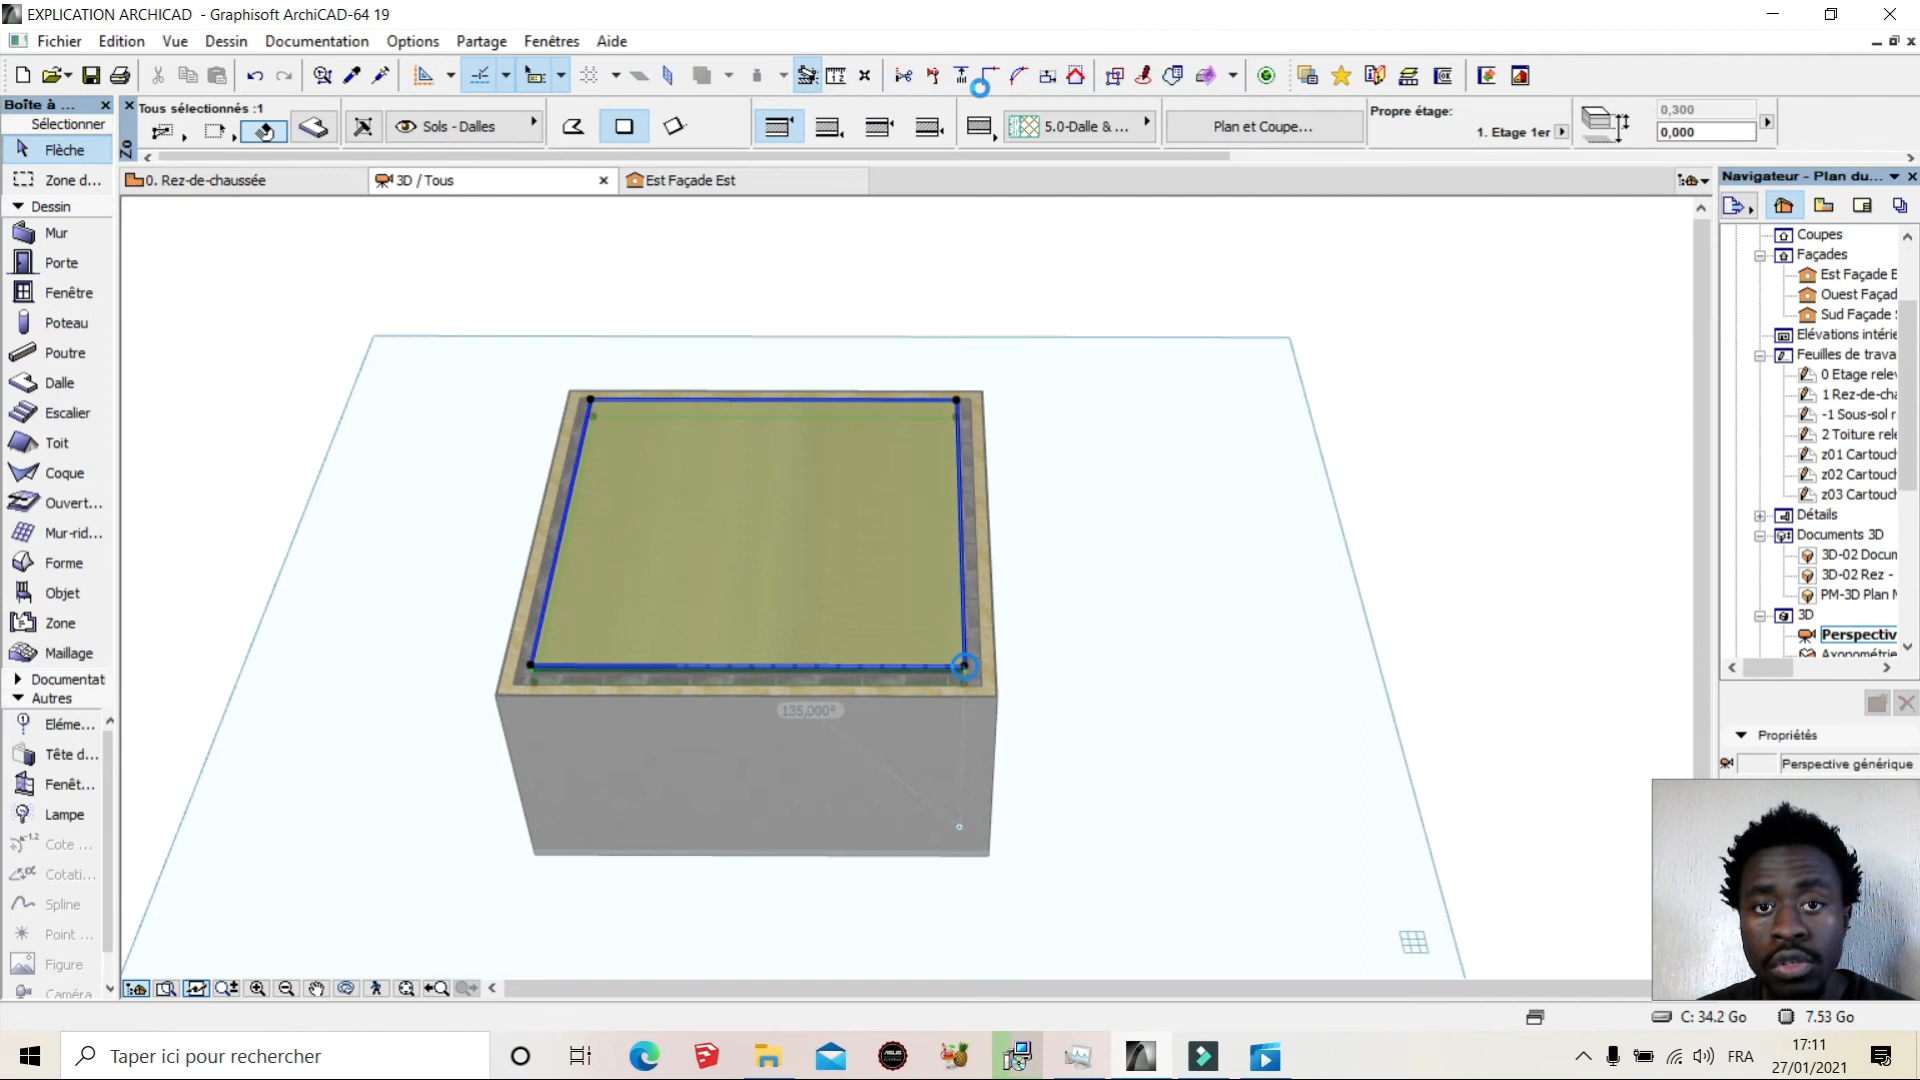 EXPLICATION ARCHICAD - Graphisoft ArchiCAD-64 19
Fichier Edition Vue Dessin Documentation Options Partage Fenêtres Aide
Boîte à ...
Sélectionner
Flèche
Zone d...
Dessin
Mur
Porte
Fenêtre
Poteau
Poutre
Dalle
Escalier
Toit
Coque
Ouvert...
Mur-rid...
Forme
Objet
Zone
Maillage
Documentat
Autres
Eléme...
Tête d...
Fenêt...
Lampe
Cote ...
Cotati...
Spline
Point ...
Figure
Caméra
Tous sélectionnés :1
Sols - Dalles
5.0-Dalle & ...
Plan et Coupe...
Propre étage:
1. Etage 1er
0,300
0,000
0. Rez-de-chaussée
3D / Tous
Est Façade Est
135,000°
Navigateur - Plan du...
Coupes
Façades
Est Façade E
Ouest Façad
Sud Façade
Elévations intérie
Feuilles de trava
0 Etage relev
1 Rez-de-cha
-1 Sous-sol r
2 Toiture rele
z01 Cartouch
z02 Cartouch
z03 Cartouch
Détails
Documents 3D
3D-02 Docum
3D-02 Rez -
PM-3D Plan M
3D
Perspectiv
Axonométrie
Propriétés
Perspective générique
C: 34.2 Go
7.53 Go
Taper ici pour rechercher
FRA
17:11
27/01/2021